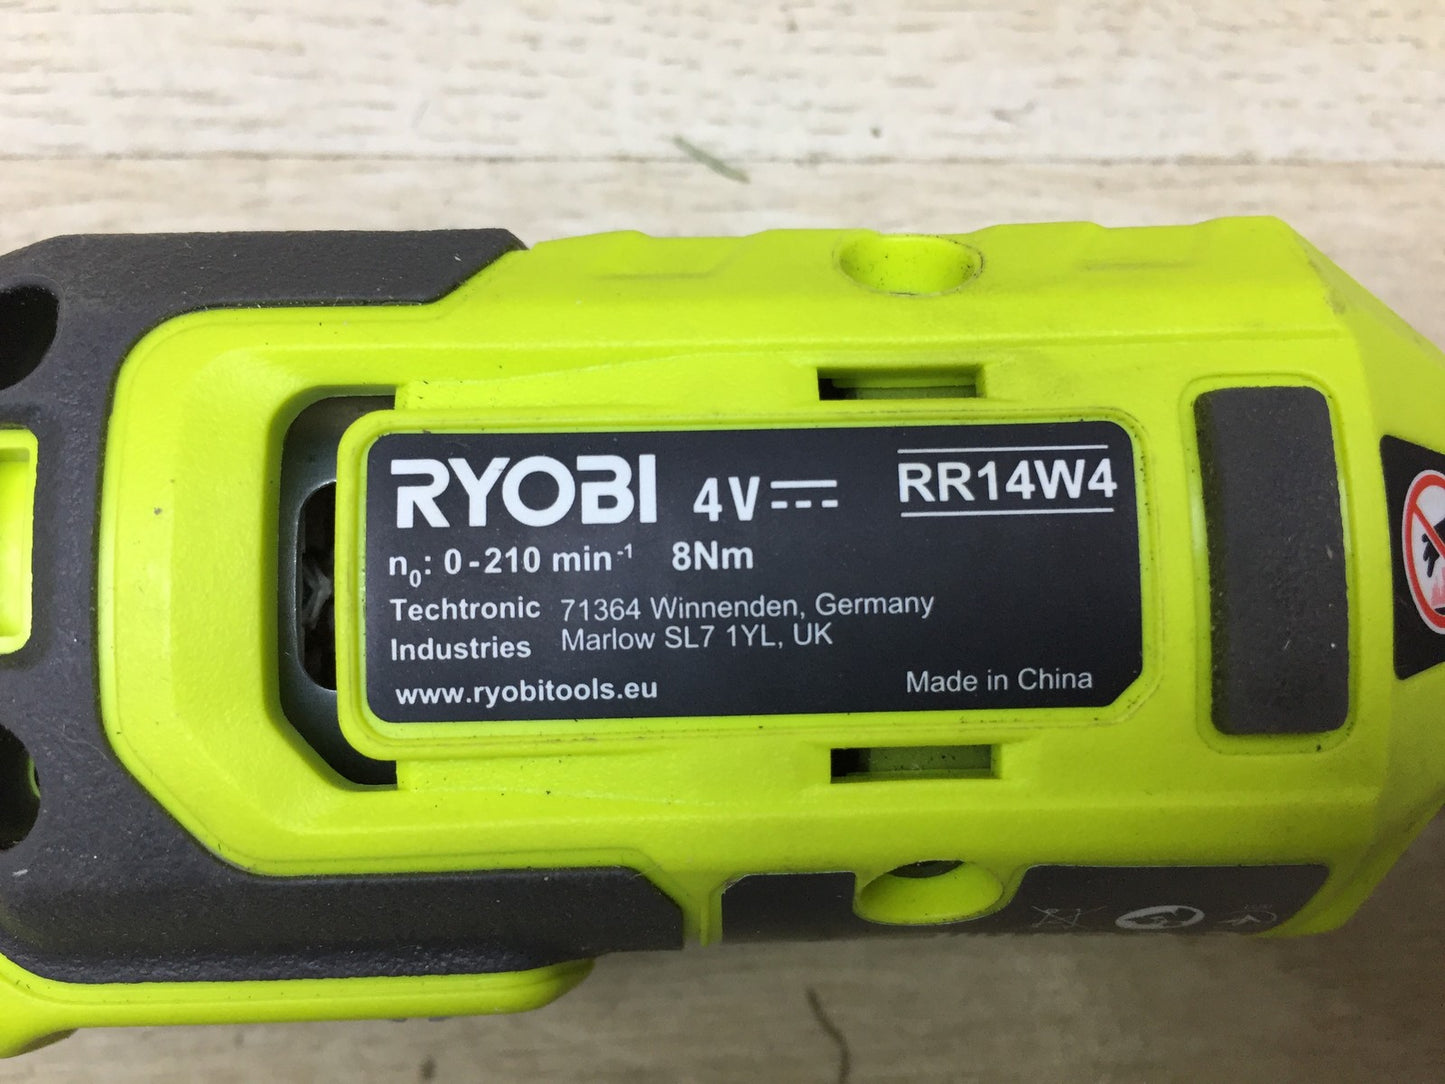 RYOBI 4V RR14W4
n₀: 0-210 min⁻¹ 8Nm
Techtronic 71364 Winnenden, Germany
Industries Marlow SL7 1YL, UK
www.ryobitools.eu Made in China